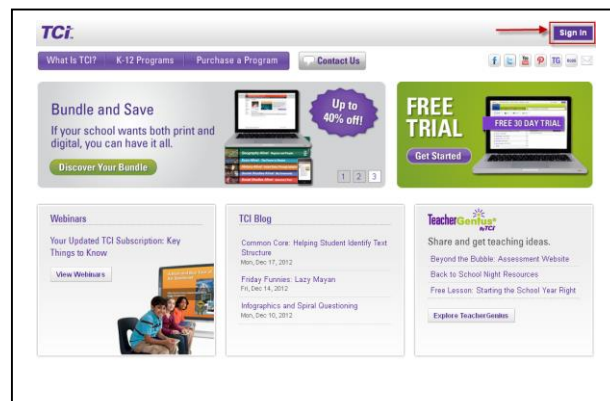 TCi
Sign In
What Is TCI? K-12 Programs Purchase a Program Contact Us
Bundle and Save
If your school wants both print and
digital, you can have it all.
Discover Your Bundle
Up to
40% off!
1 2 3
FREE
TRIAL
Get Started
FREE 30 DAY TRIAL
Webinars
Your Updated TCI Subscription: Key
Things to Know
View Webinars
TCI Blog
Common Core: Helping Student Identify Text
Structure
Mon, Dec 17, 2012
Friday Funnies: Lazy Mayan
Fri, Dec 14, 2012
Infographics and Spiral Questioning
Mon, Dec 10, 2012
TeacherGenius
By TCI
Share and get teaching ideas.
Beyond the Bubble: Assessment Website
Back to School Night Resources
Free Lesson: Starting the School Year Right
Explore TeacherGenius